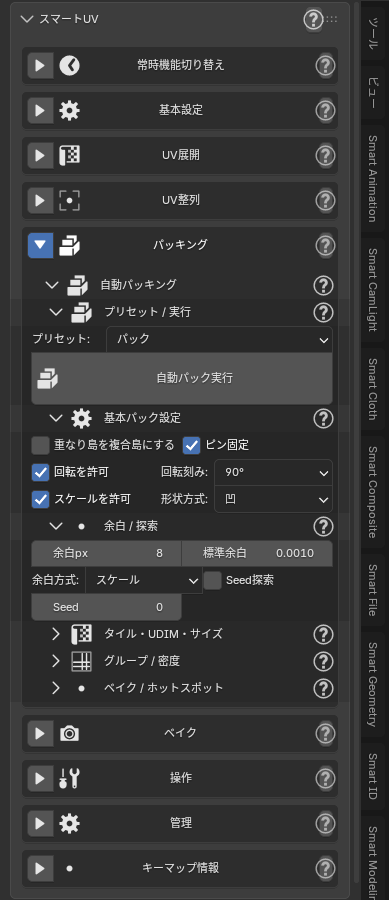 スマートUV
常時機能切り替え
基本設定
UV展開
UV整列
パッキング
自動パッキング
プリセット / 実行
プリセット: パック
自動パック実行
基本パック設定
重なり島を複合島にする ピン固定
回転を許可 回転刻み: 90°
スケールを許可 形状方式: 凹
余白 / 探索
余白px 8 標準余白 0.0010
余白方式: スケール Seed探索
Seed 0
タイル・UDIM・サイズ
グループ / 密度
ベイク / ホットスポット
ベイク
操作
管理
キーマップ情報
ツール
ビュー
Smart Animation
Smart CamLight
Smart Cloth
Smart Composite
Smart File
Smart Geometry
Smart ID
Smart Modelin